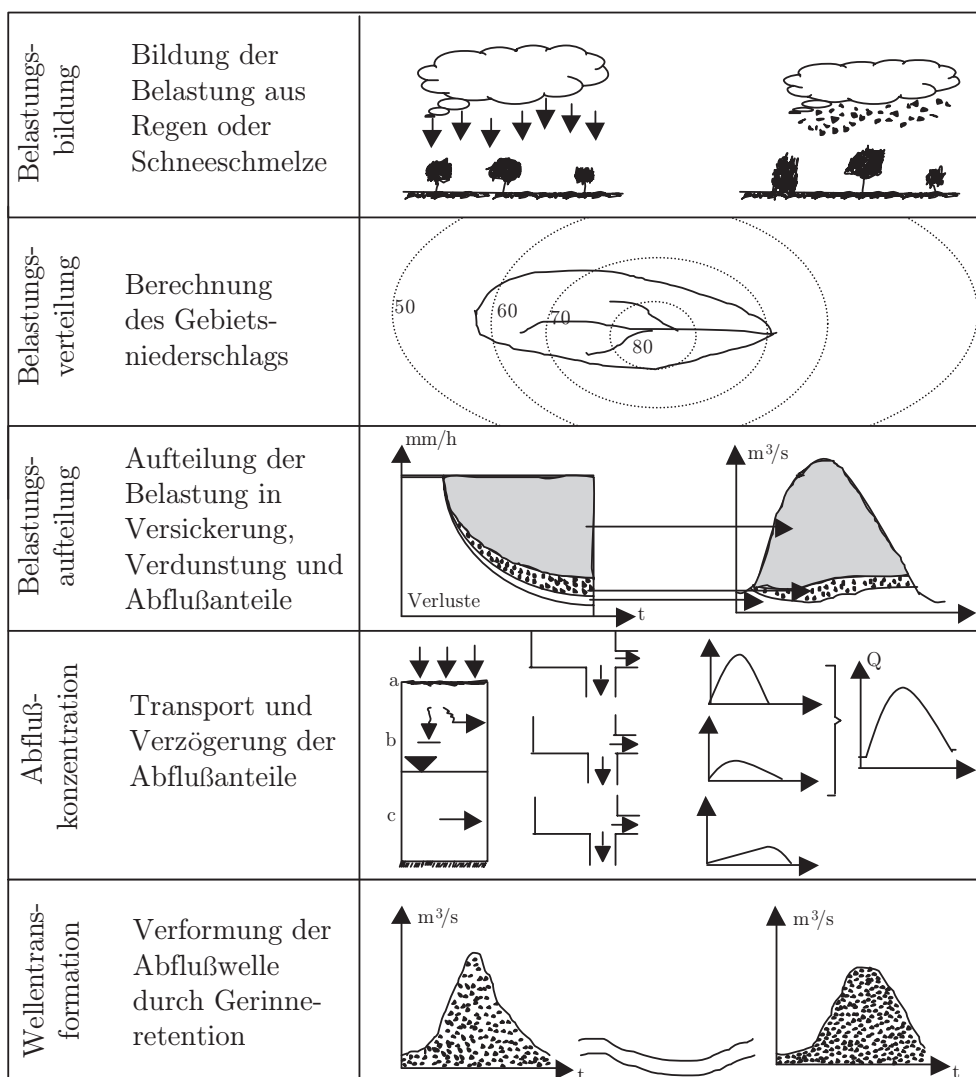 Belastungs-
bildung
Bildung der
Belastung aus
Regen oder
Schneeschmelze
Belastungs-
verteilung
Berechnung
des Gebiets-
niederschlags
50
60
70
80
Belastungs-
aufteilung
Aufteilung der
Belastung in
Versickerung,
Verdunstung und
Abflußanteile
mm/h
Verluste
t
m³/s
Abfluß-
konzentration
Transport und
Verzögerung der
Abflußanteile
a
b
c
Q
Wellentrans-
formation
Verformung der
Abflußwelle
durch Gerinne-
retention
m³/s
t
m³/s
t